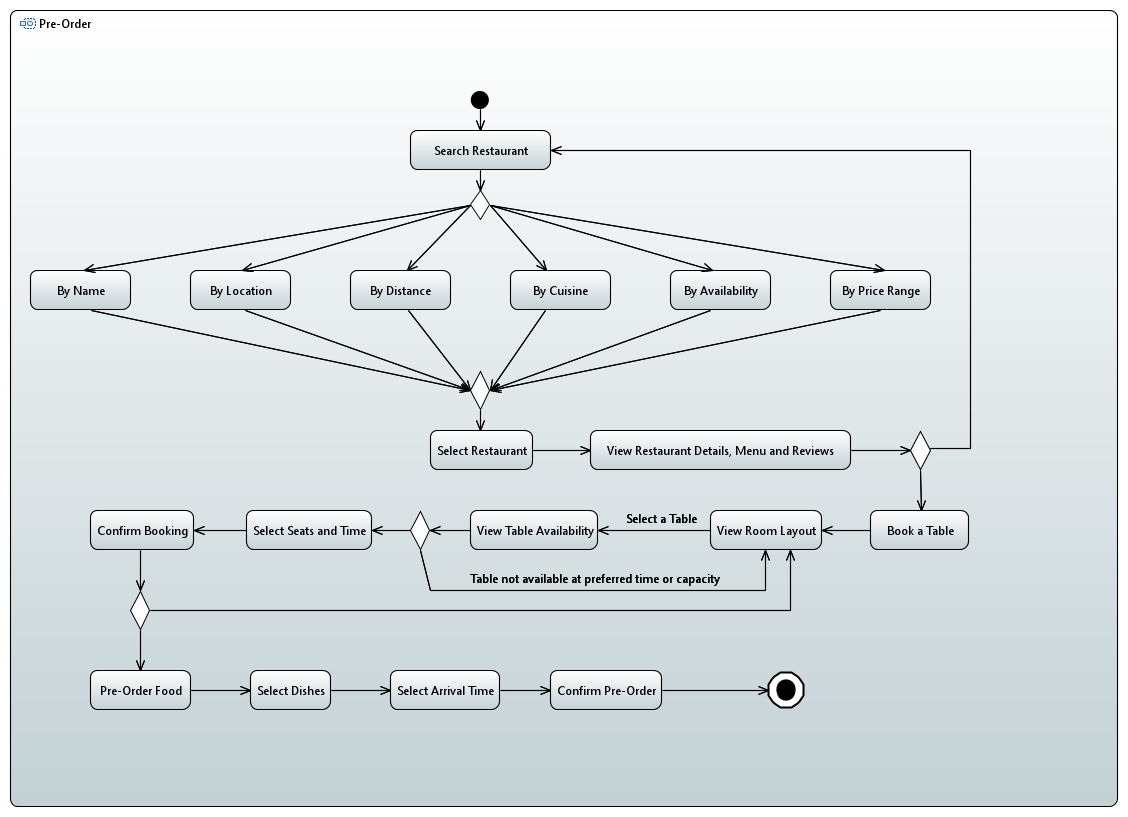 Pre-Order
Search Restaurant
By Name
By Location
By Distance
By Cuisine
By Availability
By Price Range
Select Restaurant
View Restaurant Details, Menu and Reviews
Confirm Booking
Select Seats and Time
View Table Availability
Select a Table
View Room Layout
Book a Table
Table not available at preferred time or capacity
Pre-Order Food
Select Dishes
Select Arrival Time
Confirm Pre-Order